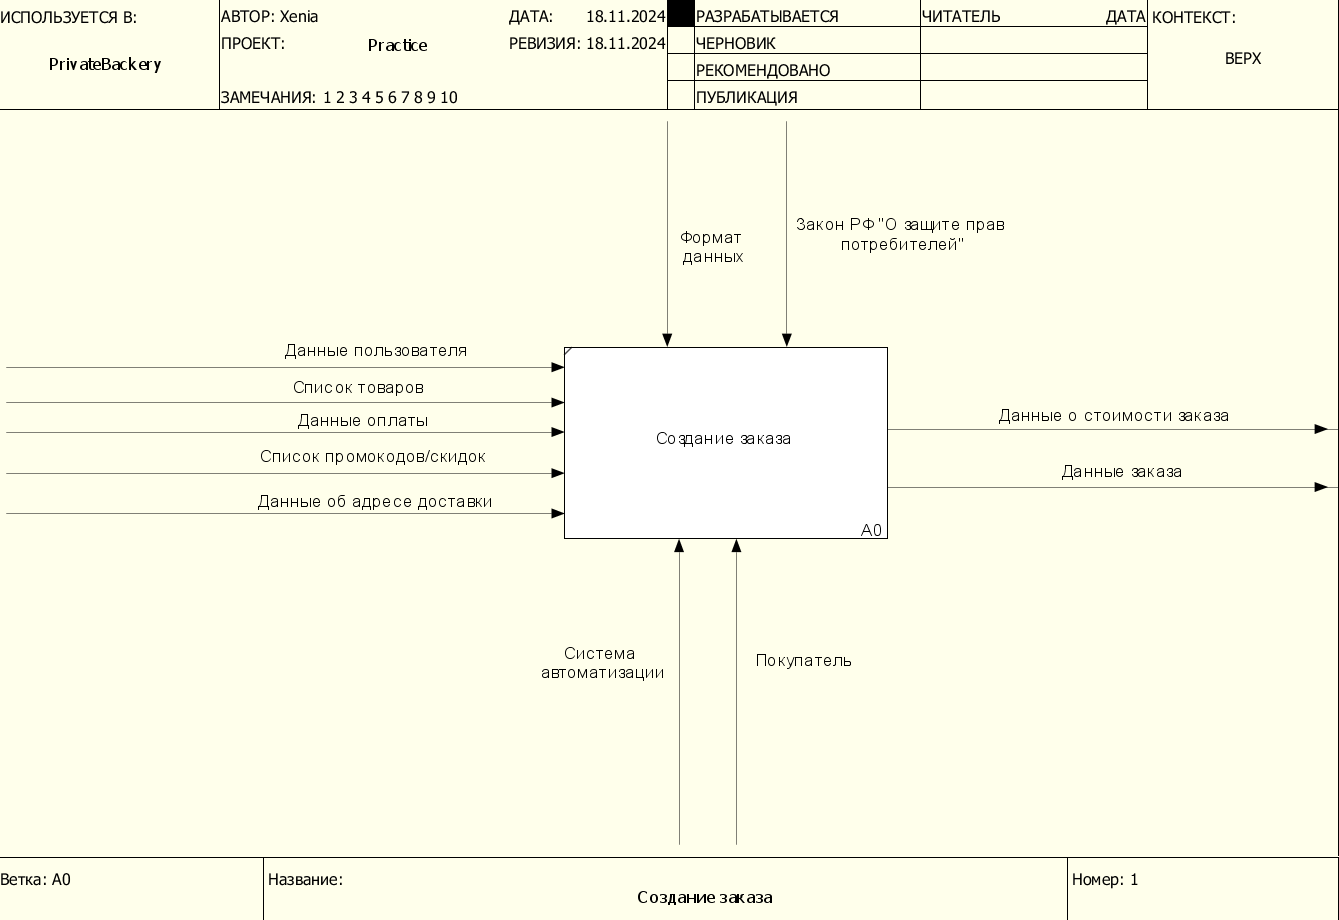 ИСПОЛЬЗУЕТСЯ В:
PrivateBackery
АВТОР: Xenia
ДАТА: 18.11.2024
ПРОЕКТ: Practice
РЕВИЗИЯ: 18.11.2024
ЗАМЕЧАНИЯ: 1 2 3 4 5 6 7 8 9 10
РАЗРАБАТЫВАЕТСЯ
ЧЕРНОВИК
РЕКОМЕНДОВАНО
ПУБЛИКАЦИЯ
ЧИТАТЕЛЬ ДАТА
КОНТЕКСТ:
ВЕРХ
Формат
данных
Закон РФ "О защите прав
потребителей"
Данные пользователя
Список товаров
Данные оплаты
Список промокодов/скидок
Данные об адресе доставки
Создание заказа
A0
Данные о стоимости заказа
Данные заказа
Система
автоматизации
Покупатель
Ветка: A0
Название:
Создание заказа
Номер: 1